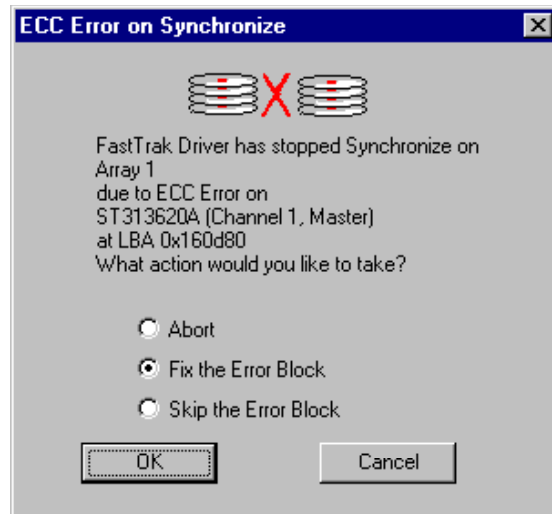 ECC Error on Synchronize
FastTrak Driver has stopped Synchronize on
Array 1
due to ECC Error on
ST313620A (Channel 1, Master)
at LBA 0x160d80
What action would you like to take?
Abort
Fix the Error Block
Skip the Error Block
OK
Cancel